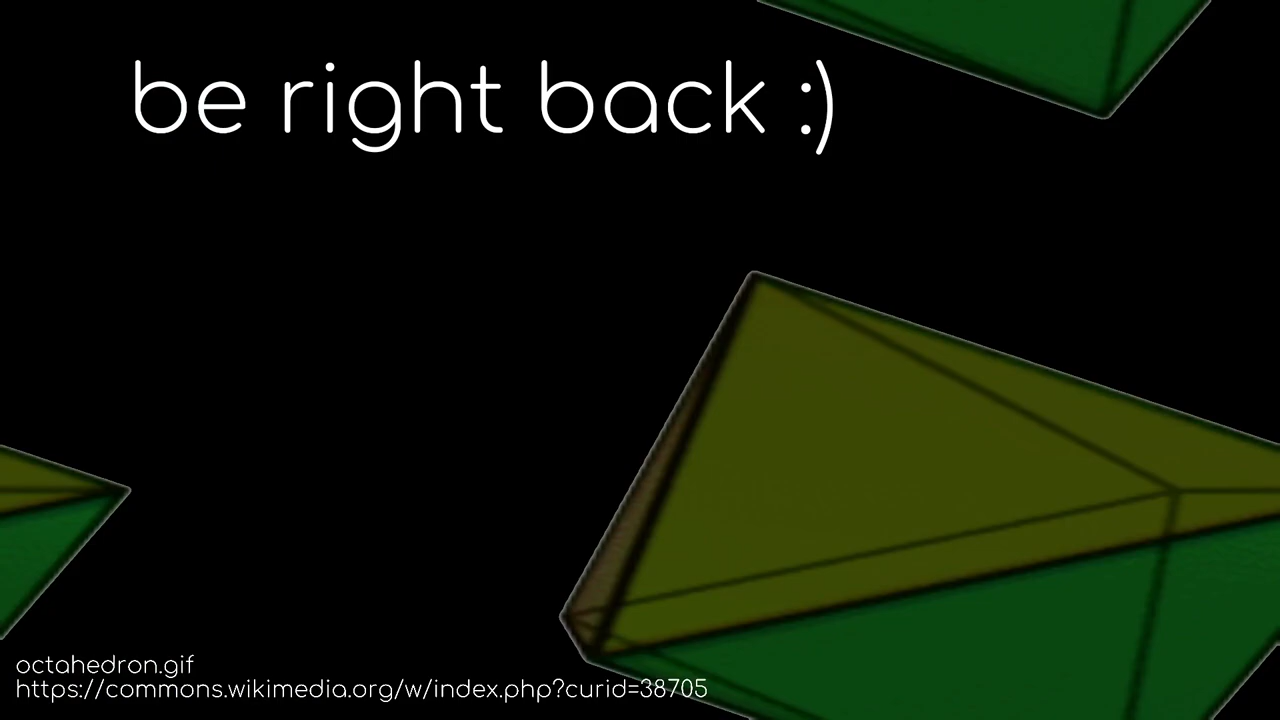 be right back :)
octahedron.gif
https://commons.wikimedia.org/w/index.php?curid=38705